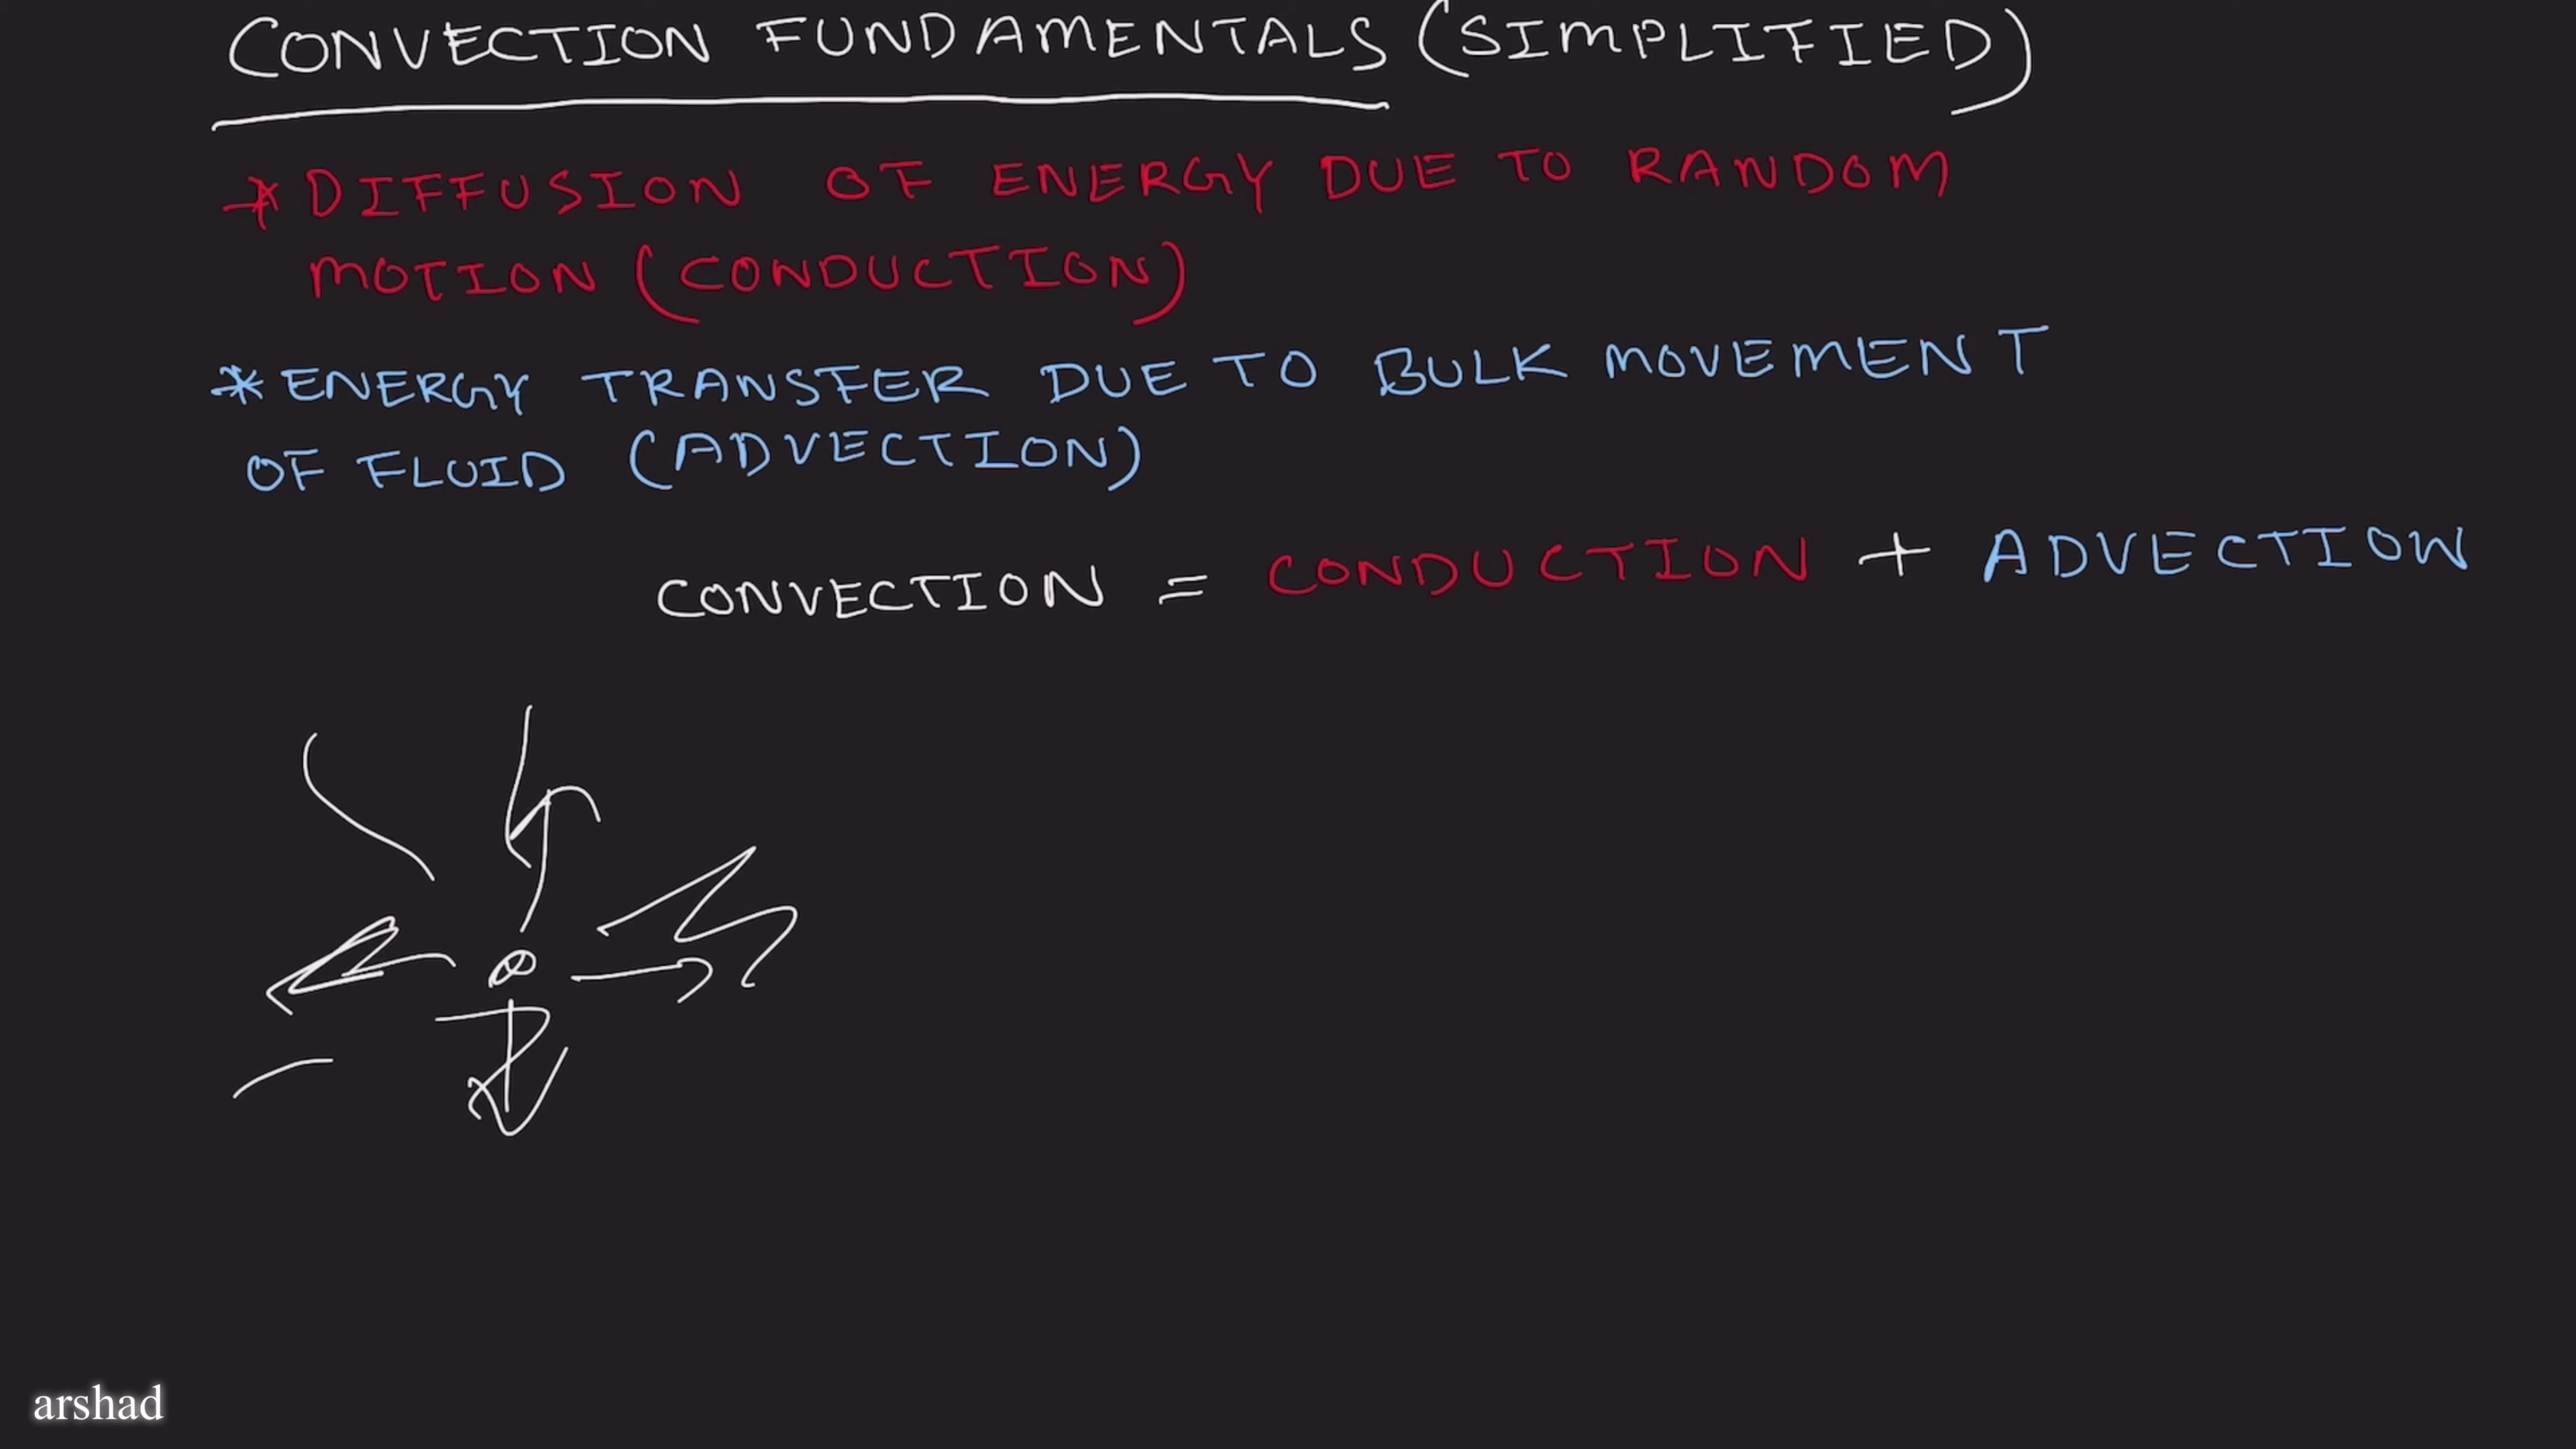 CONVECTION FUNDAMENTALS (SIMPLIFIED)
* DIFFUSION OF ENERGY DUE TO RANDOM
MOTION (CONDUCTION)
* ENERGY TRANSFER DUE TO BULK MOVEMENT
OF FLUID (ADVECTION)
CONVECTION = CONDUCTION + ADVECTION
arshad